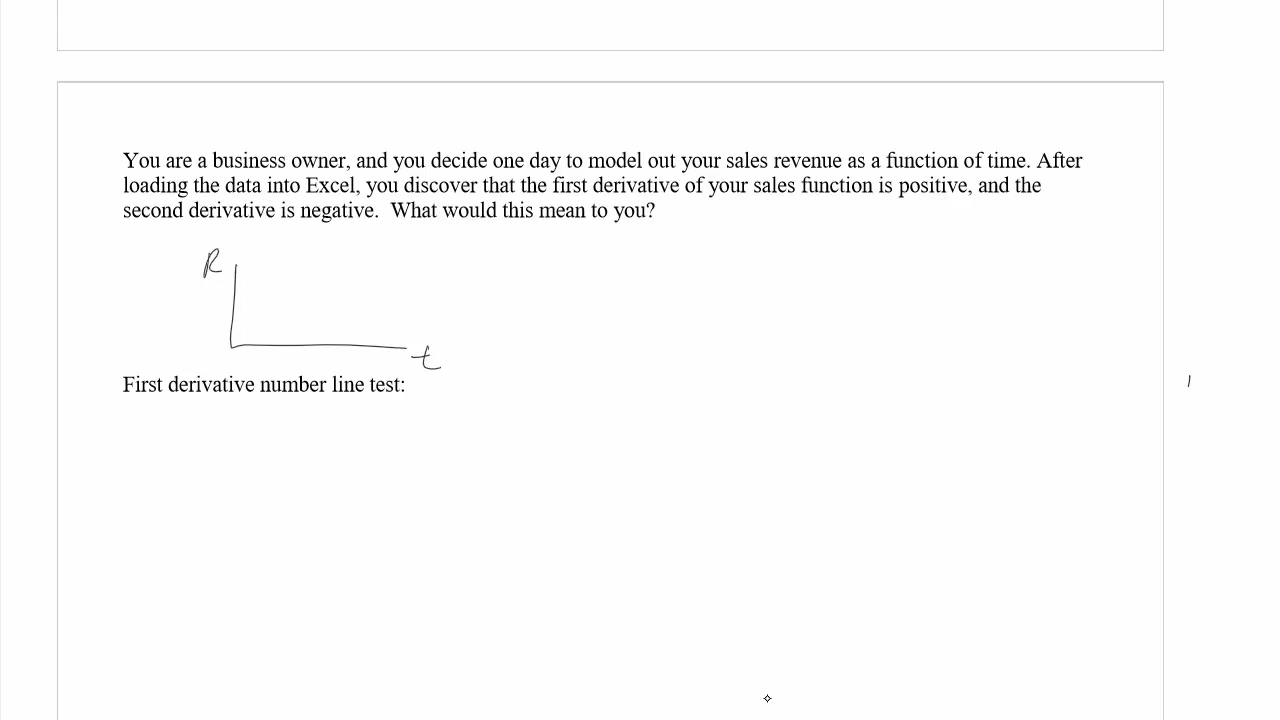 You are a business owner, and you decide one day to model out your sales revenue as a function of time. After
loading the data into Excel, you discover that the first derivative of your sales function is positive, and the
second derivative is negative.  What would this mean to you?
R
t
First derivative number line test: